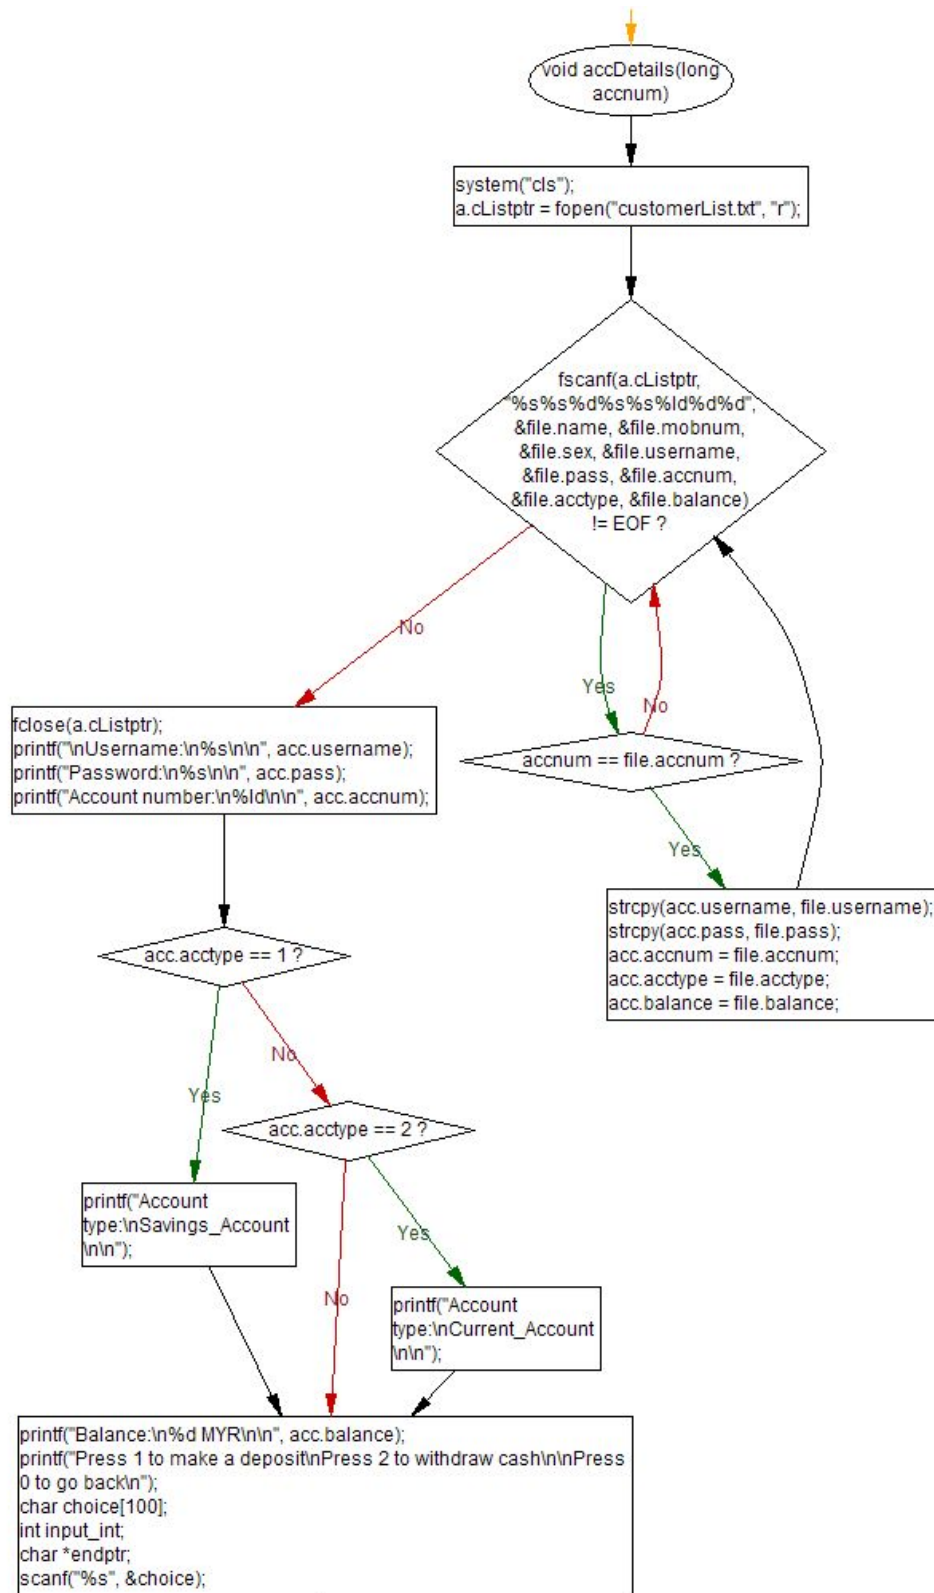 void accDetails(long
accnum)
system("cls");
a.cListptr = fopen("customerList.txt", "r");
fscanf(a.cListptr,
"%s%s%d%s%s%ld%d%d",
&file.name, &file.mobnum,
&file.sex, &file.username,
&file.pass, &file.accnum,
&file.acctype, &file.balance)
!= EOF ?
No
Yes
No
fclose(a.cListptr);
printf("\nUsername:\n%s\n\n", acc.username);
printf("Password:\n%s\n\n", acc.pass);
printf("Account number:\n%ld\n\n", acc.accnum);
accnum == file.accnum ?
Yes
strcpy(acc.username, file.username);
strcpy(acc.pass, file.pass);
acc.accnum = file.accnum;
acc.acctype = file.acctype;
acc.balance = file.balance;
acc.acctype == 1 ?
No
Yes
acc.acctype == 2 ?
printf("Account
type:\nSavings_Account
\n\n");
Yes
No
printf("Account
type:\nCurrent_Account
\n\n");
printf("Balance:\n%d MYR\n\n", acc.balance);
printf("Press 1 to make a deposit\nPress 2 to withdraw cash\n\nPress
0 to go back\n");
char choice[100];
int input_int;
char *endptr;
scanf("%s", &choice);